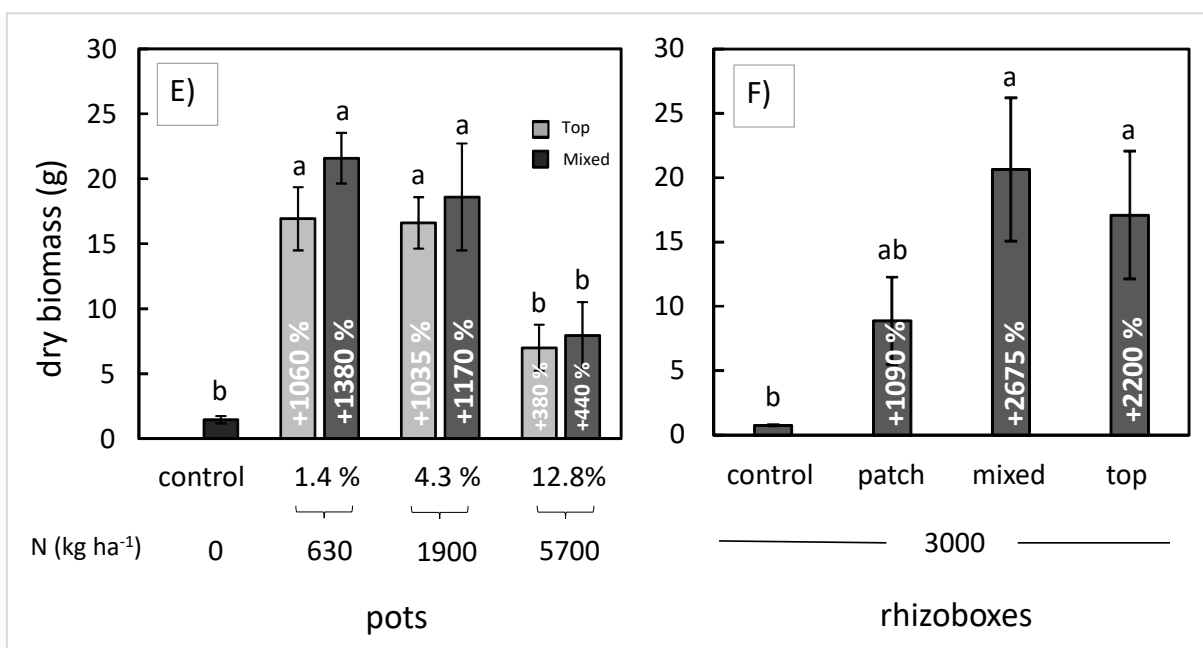 E)
30
25
20
15
10
5
0
dry biomass (g)
Top
Mixed
b
a
a
a
a
b
b
+1060 %
+1380 %
+1035 %
+1170 %
+380 %
+440 %
control 1.4 % 4.3 % 12.8%
N (kg ha⁻¹) 0 630 1900 5700
pots
F)
30
25
20
15
10
5
0
b
ab
a
a
+1090 %
+2675 %
+2200 %
control patch mixed top
3000
rhizoboxes